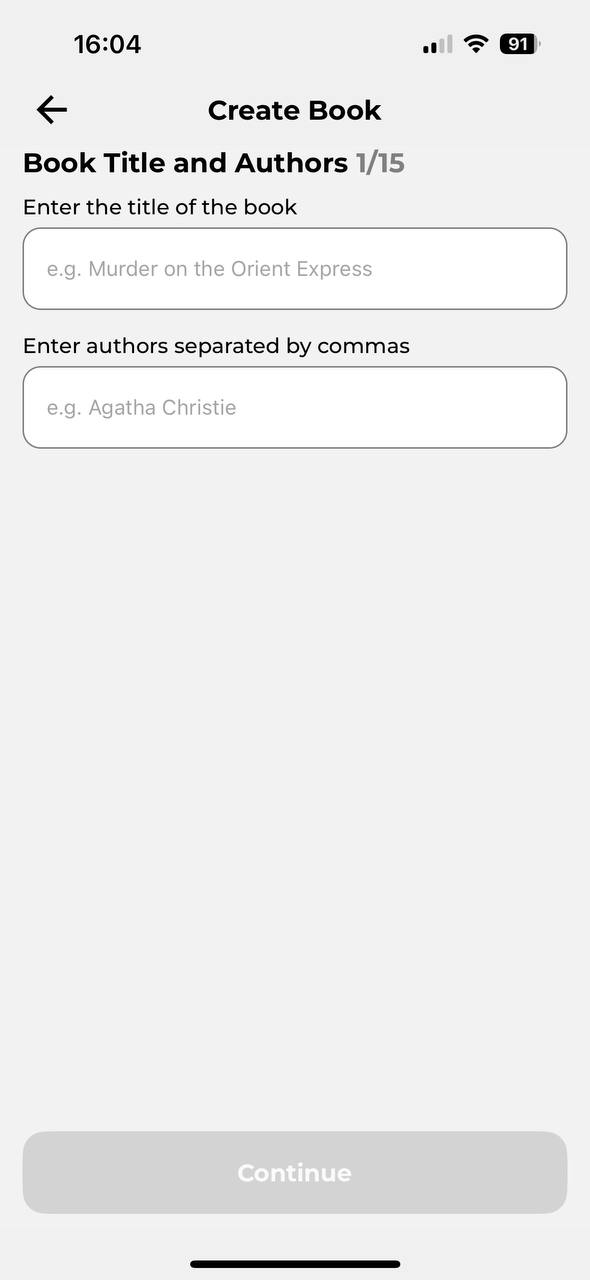 16:04
91
Create Book
Book Title and Authors 1/15
Enter the title of the book
e.g. Murder on the Orient Express
Enter authors separated by commas
e.g. Agatha Christie
Continue